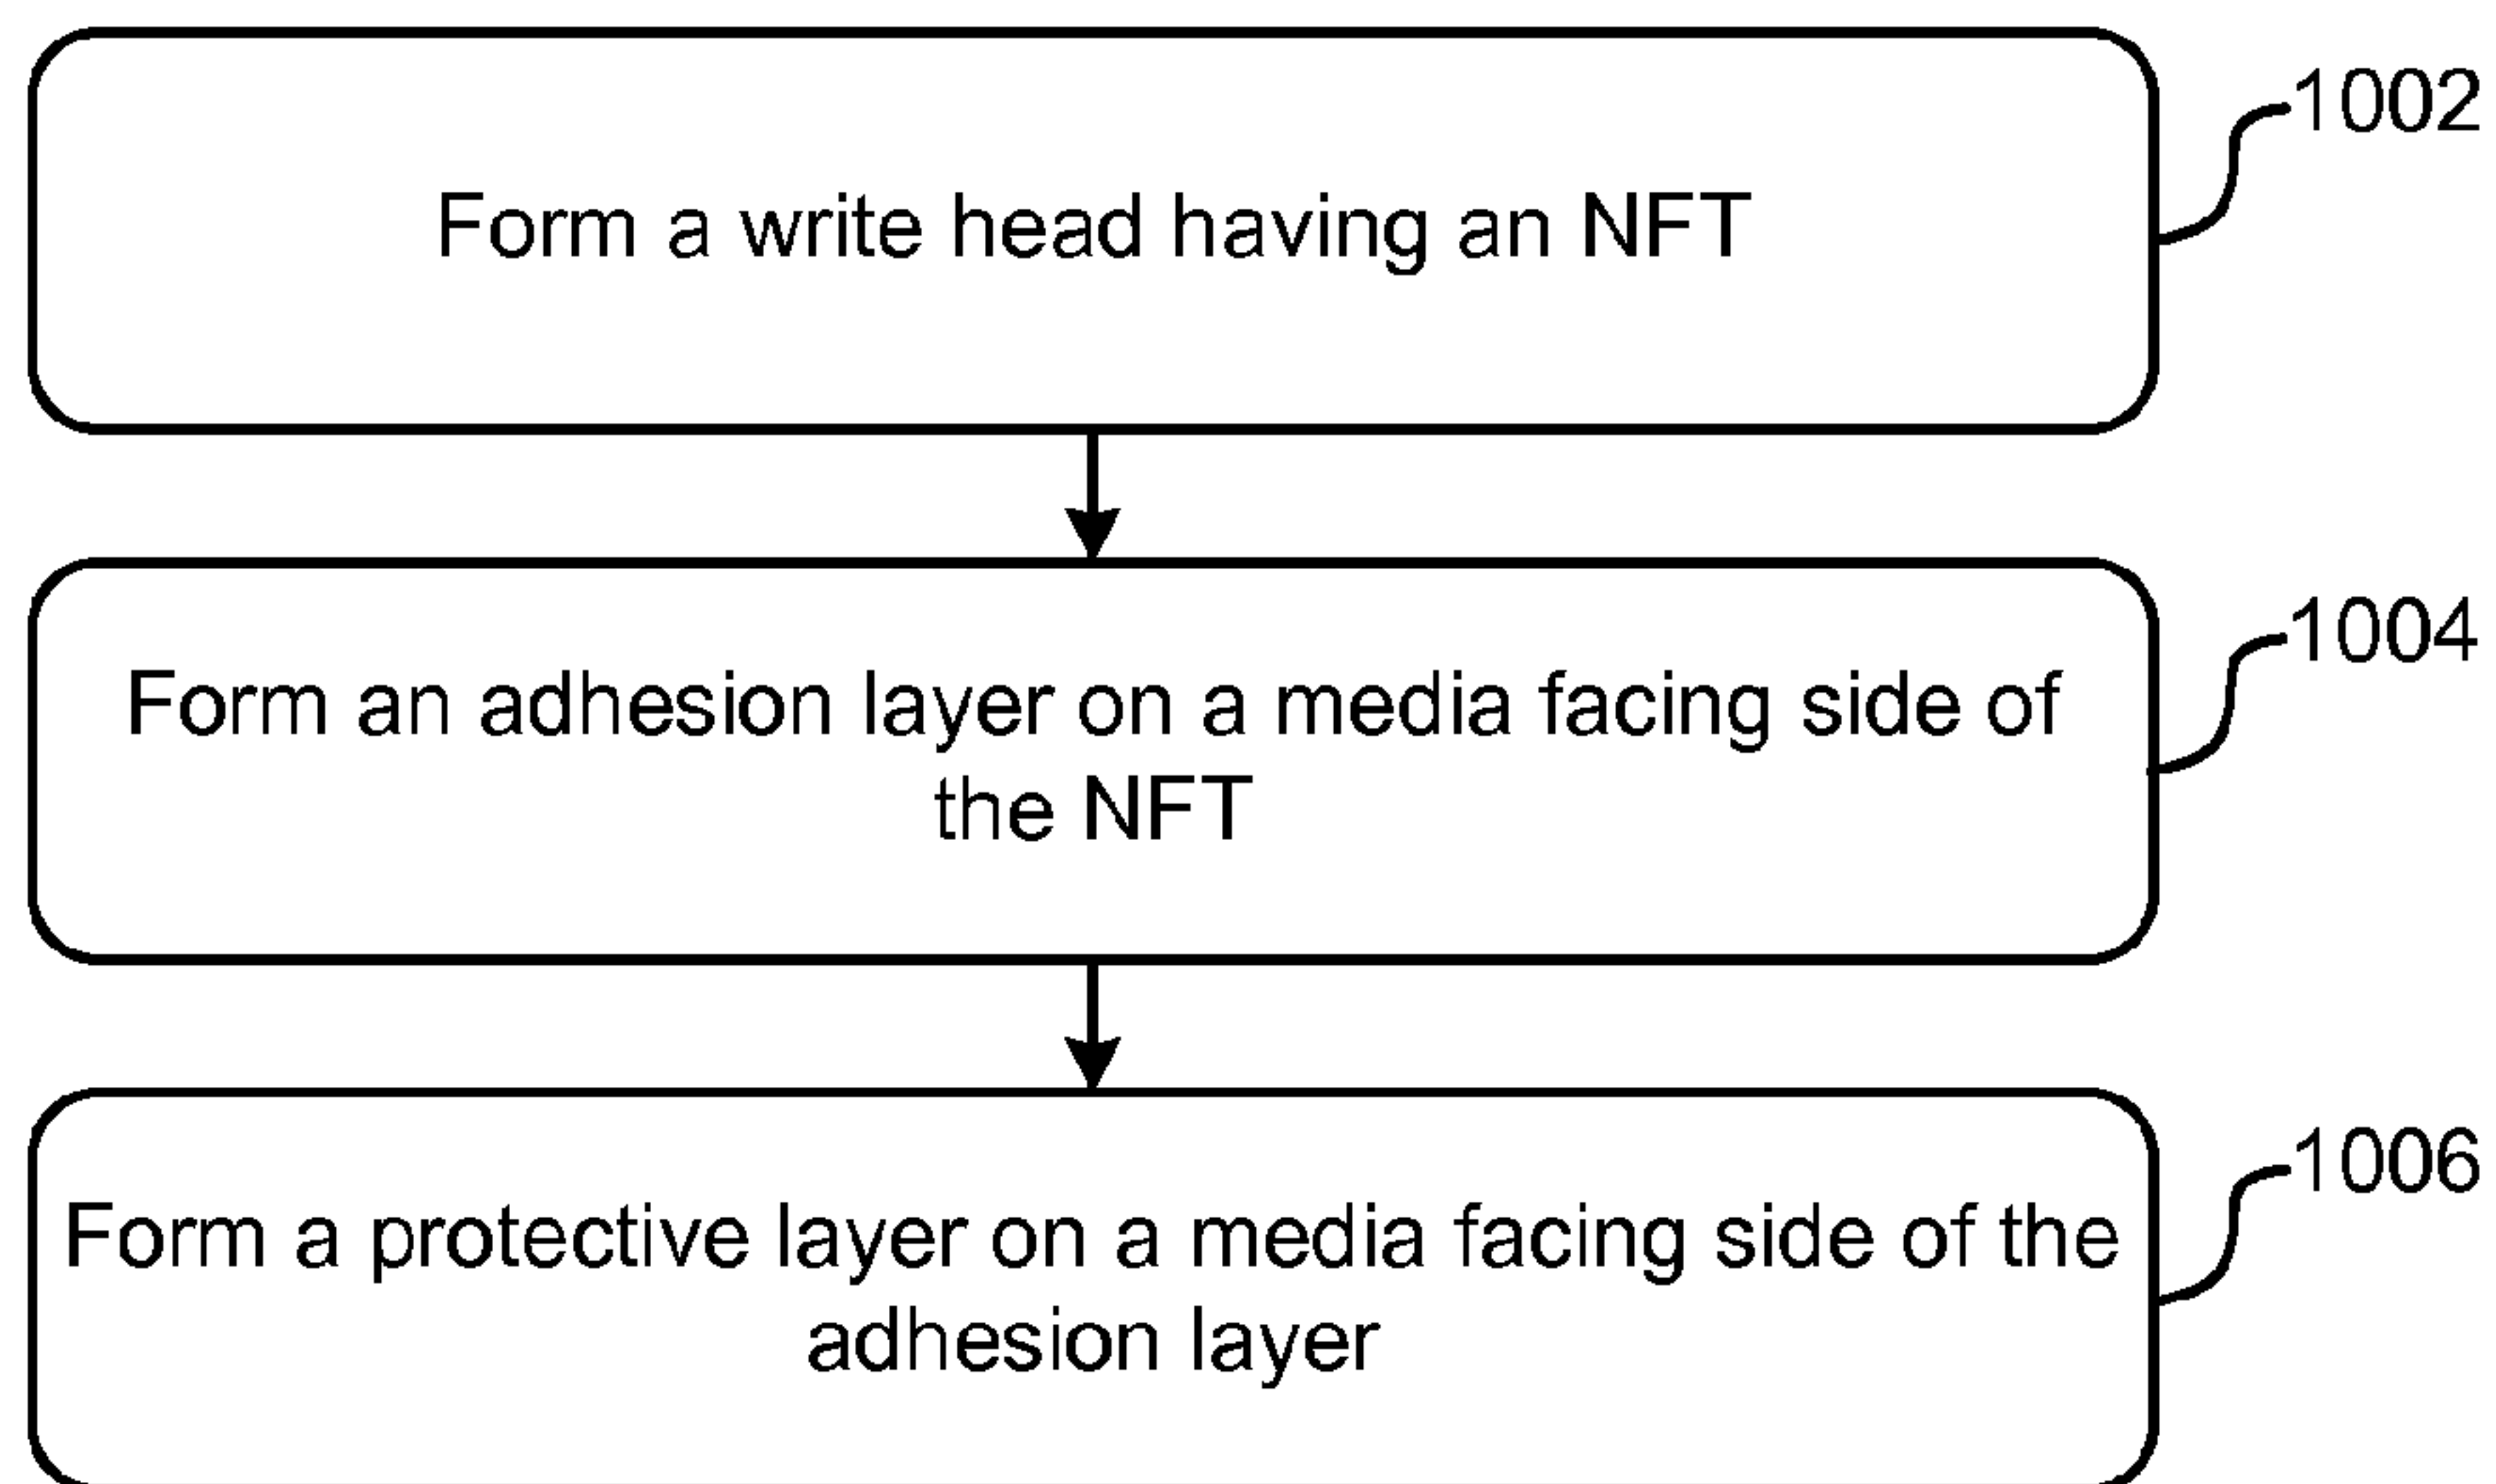 1002
Form a write head having an NFT
1004
Form an adhesion layer on a media facing side of
the NFT
1006
Form a protective layer on a media facing side of the
adhesion layer